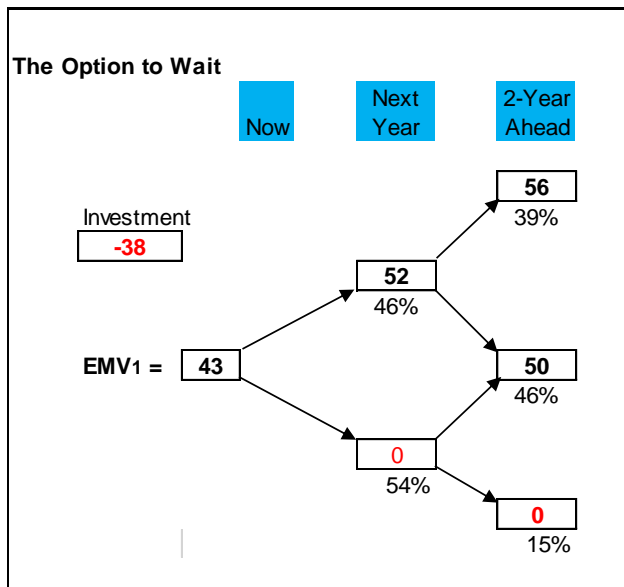 The Option to Wait
Now
Next
Year
2-Year
Ahead
56
39%
Investment
-38
52
46%
EMV1 = 43
50
46%
0
54%
0
15%